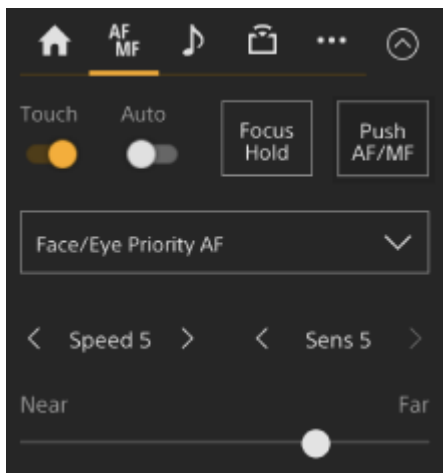 AF
MF
Touch
Auto
Focus
Hold
Push
AF/MF
Face/Eye Priority AF
Speed 5
Sens 5
Near
Far